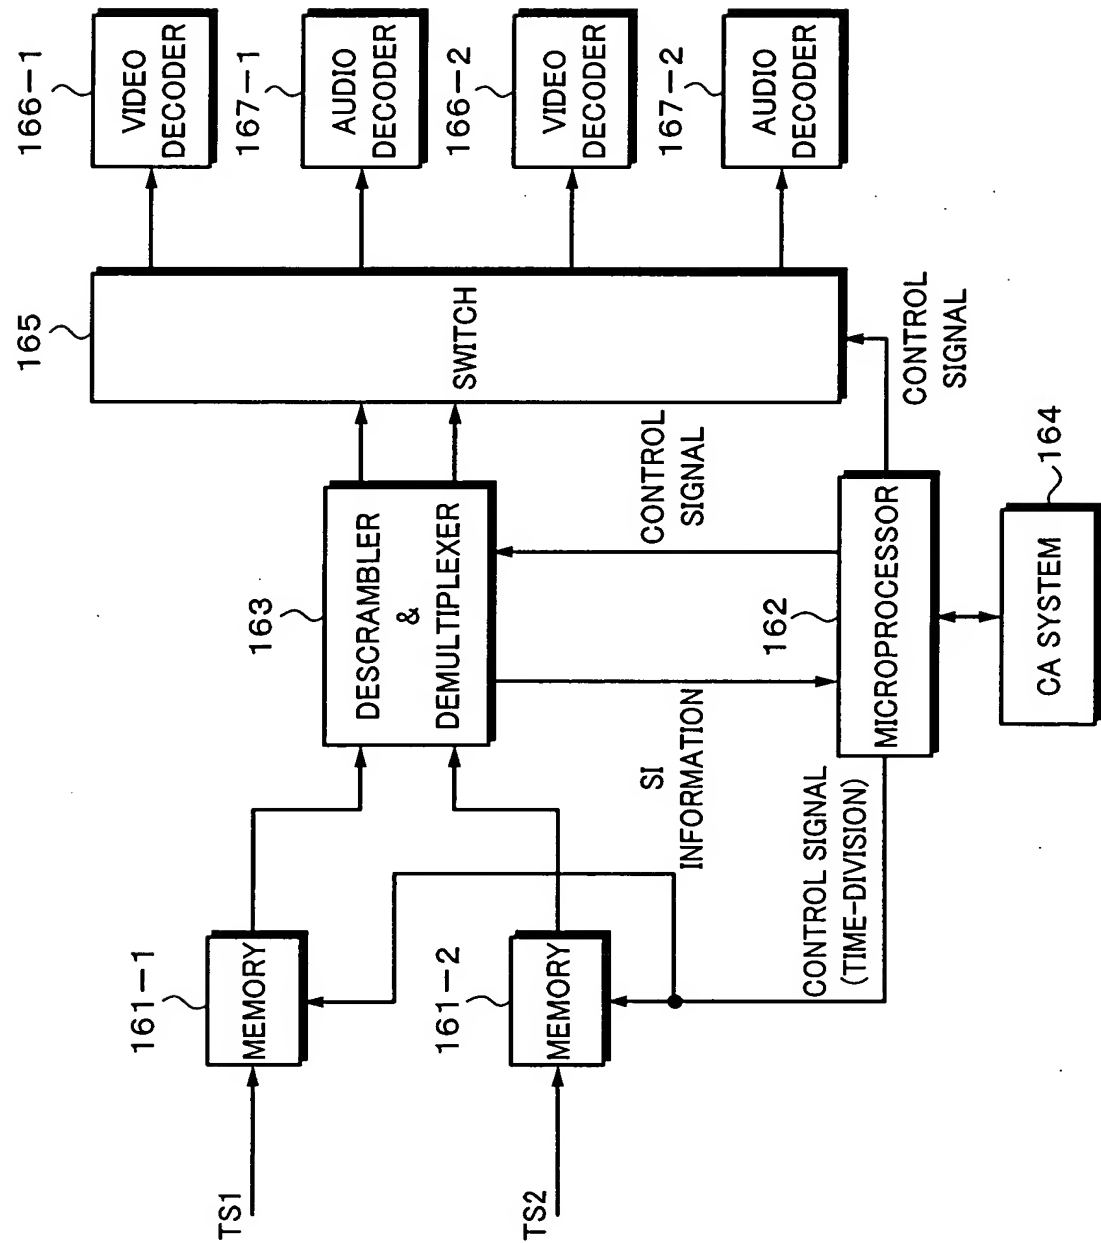 TS1
TS2
161-1
MEMORY
161-2
MEMORY
163
DESCRAMBLER
&
DEMULTIPLEXER
SI
INFORMATION
CONTROL
SIGNAL
CONTROL SIGNAL
(TIME-DIVISION)
162
MICROPROCESSOR
164
CA SYSTEM
CONTROL
SIGNAL
165
SWITCH
166-1
VIDEO
DECODER
167-1
AUDIO
DECODER
166-2
VIDEO
DECODER
167-2
AUDIO
DECODER